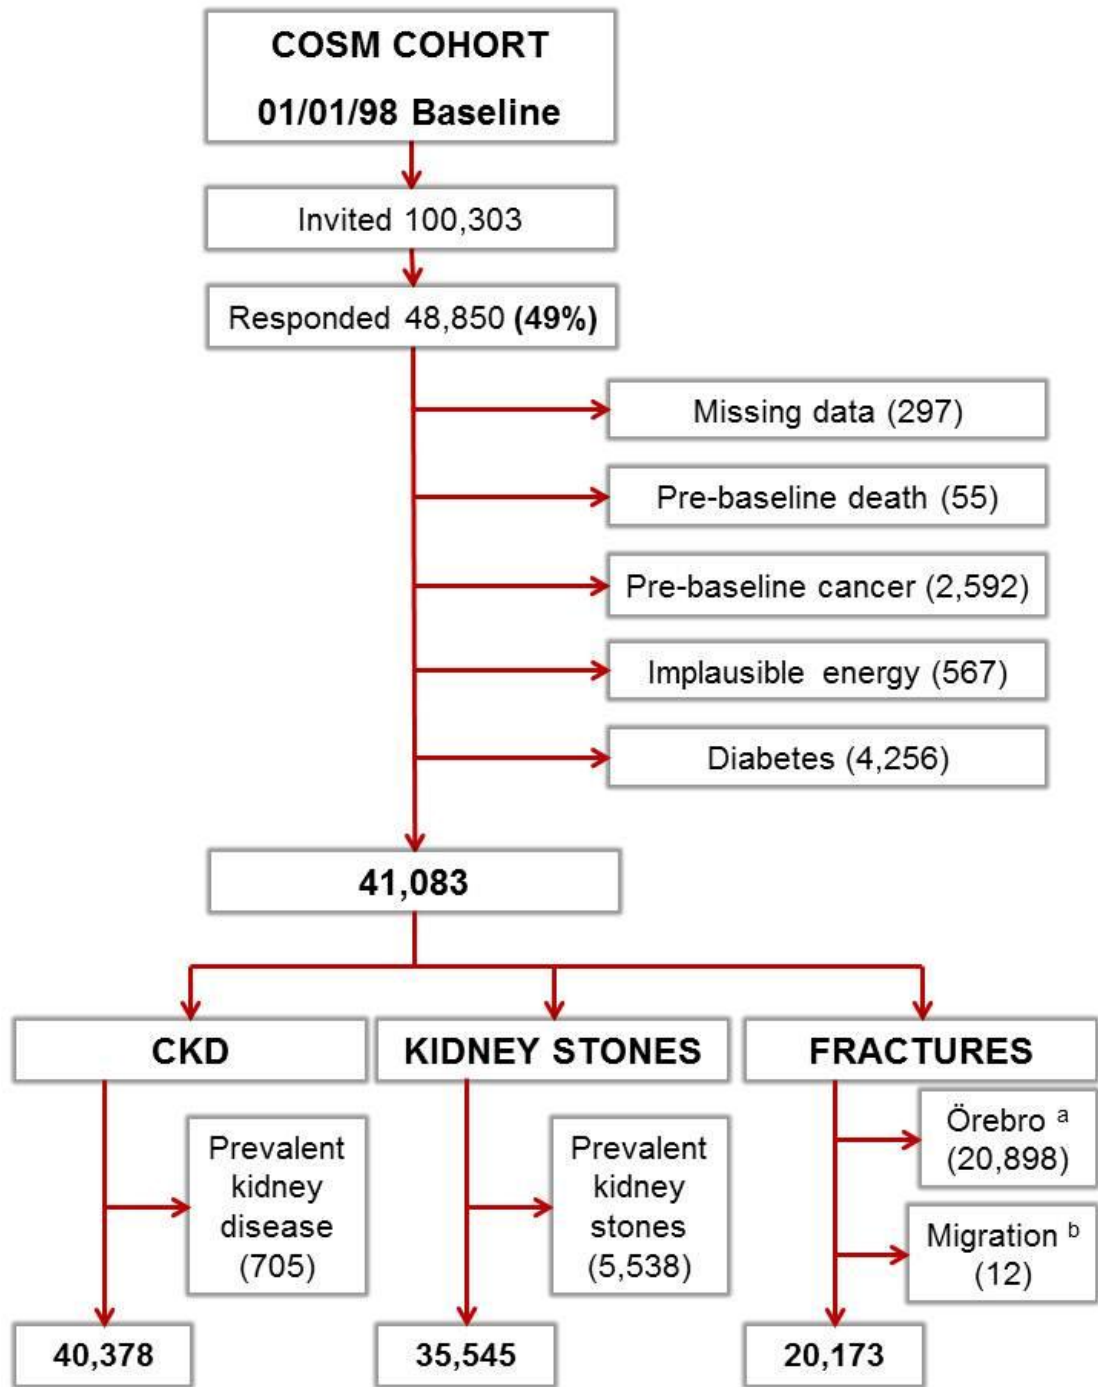 COSM COHORT
01/01/98 Baseline
Invited 100,303
Responded 48,850 (49%)
Missing data (297)
Pre-baseline death (55)
Pre-baseline cancer (2,592)
Implausible energy (567)
Diabetes (4,256)
41,083
CKD
Prevalent
kidney
disease
(705)
40,378
KIDNEY STONES
Prevalent
kidney
stones
(5,538)
35,545
FRACTURES
Örebro a
(20,898)
Migration b
(12)
20,173